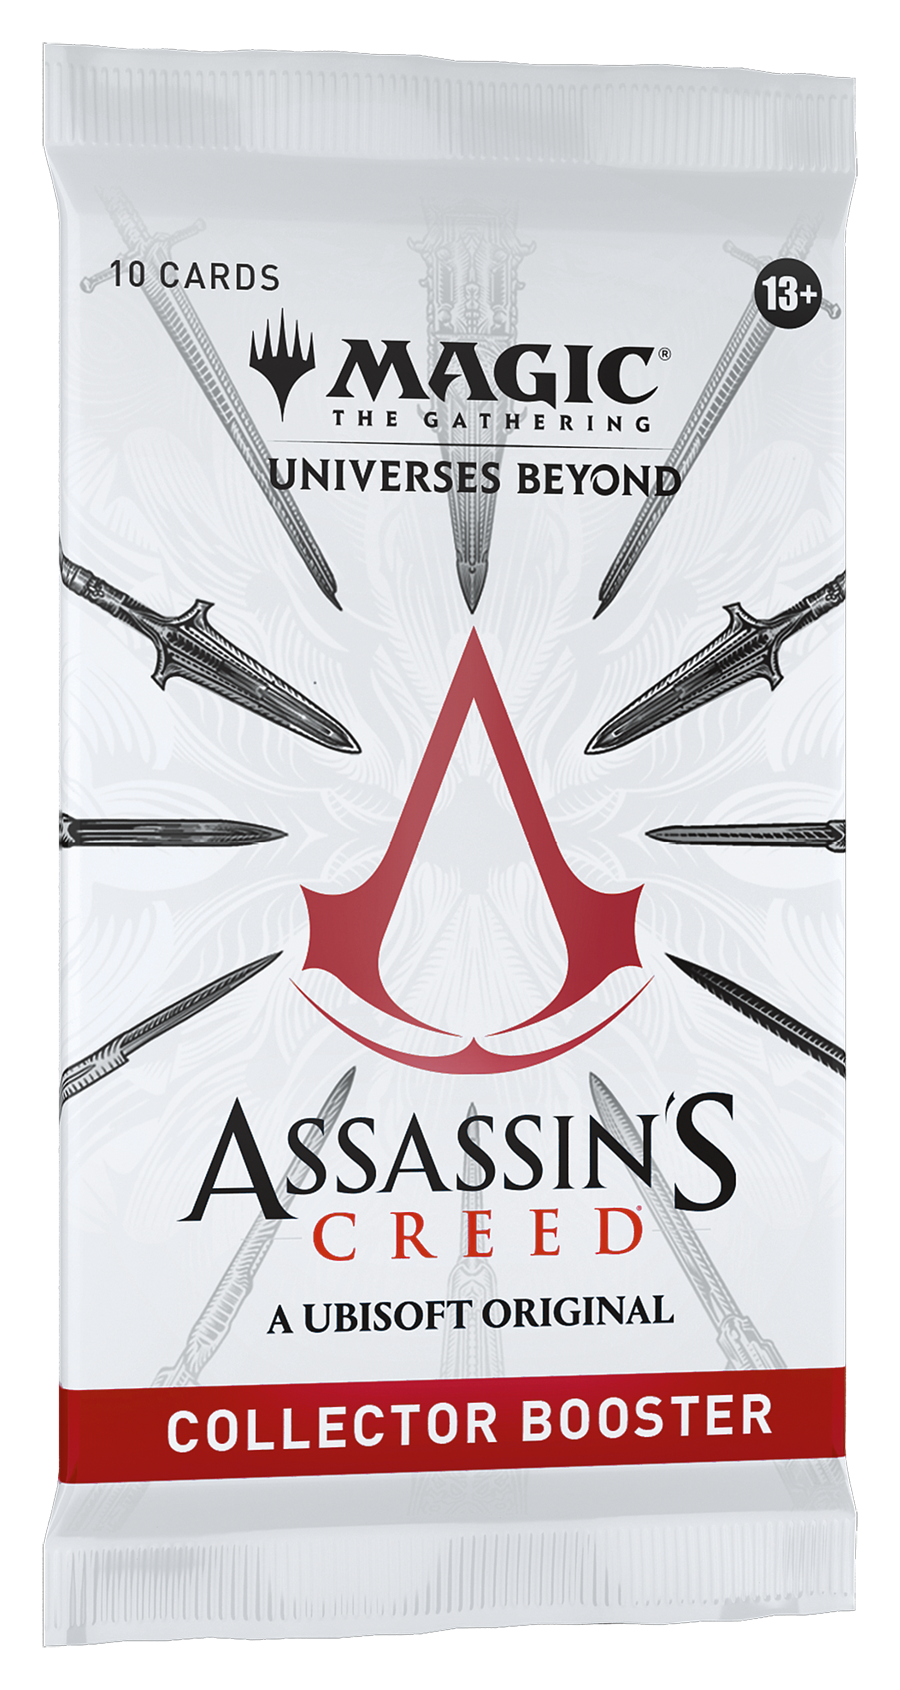 10 CARDS
13+
MAGIC®
THE GATHERING
UNIVERSES BEYOND
ASSASSIN'S
CREED®
A UBISOFT ORIGINAL
COLLECTOR BOOSTER